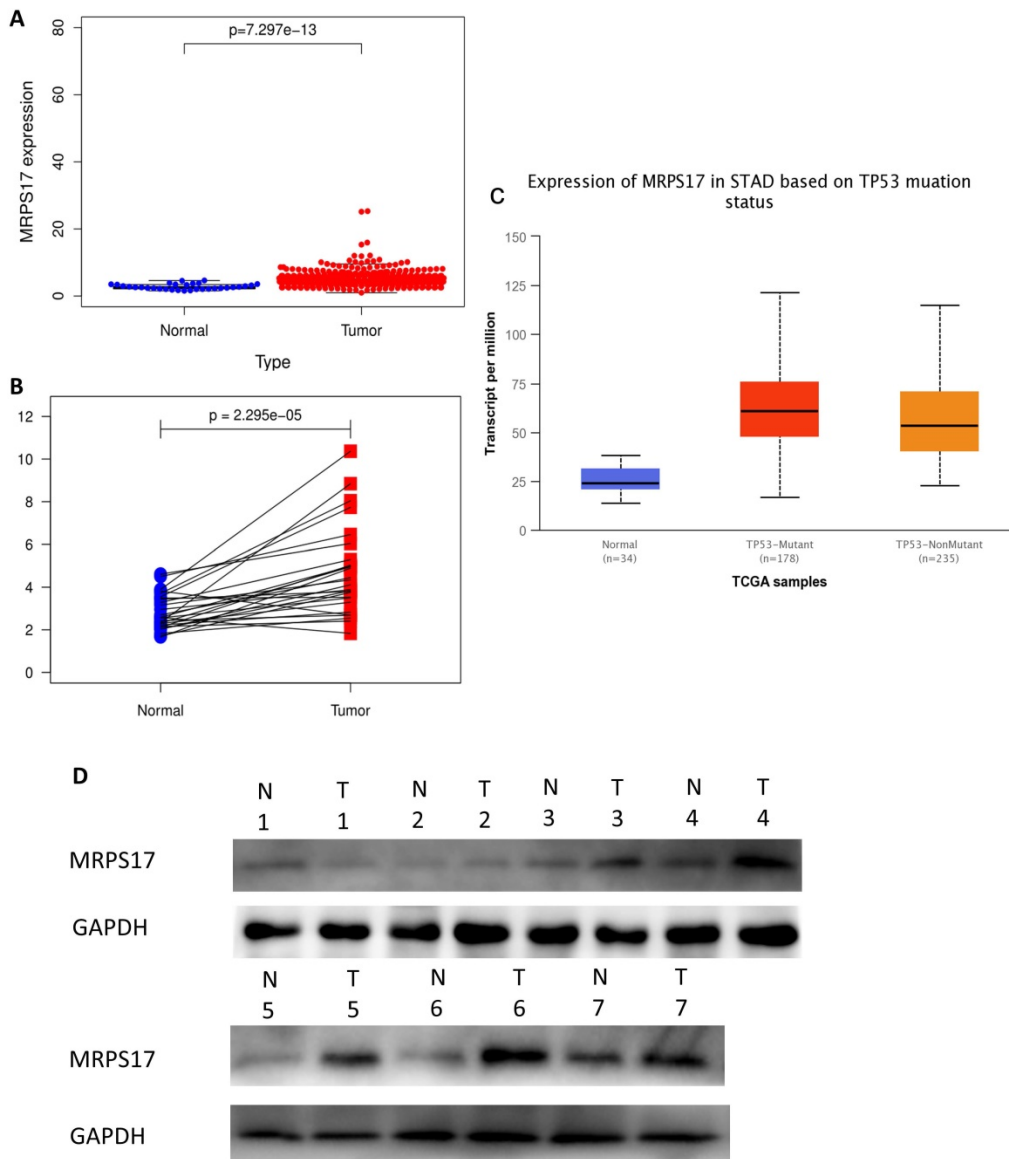 A
80
60
40
20
0
MRPS17 expression
p=7.297e−13
Normal
Tumor
Type
B
12
10
8
6
4
2
0
p = 2.295e−05
Normal
Tumor
C
Expression of MRPS17 in STAD based on TP53 muation
status
150
125
100
75
50
25
0
Transcript per million
Normal
(n=34)
TP53−Mutant
(n=178)
TP53−NonMutant
(n=235)
TCGA samples
D
N T N T N T N T
1 1 2 2 3 3 4 4
MRPS17
GAPDH
N T N T N T
5 5 6 6 7 7
MRPS17
GAPDH